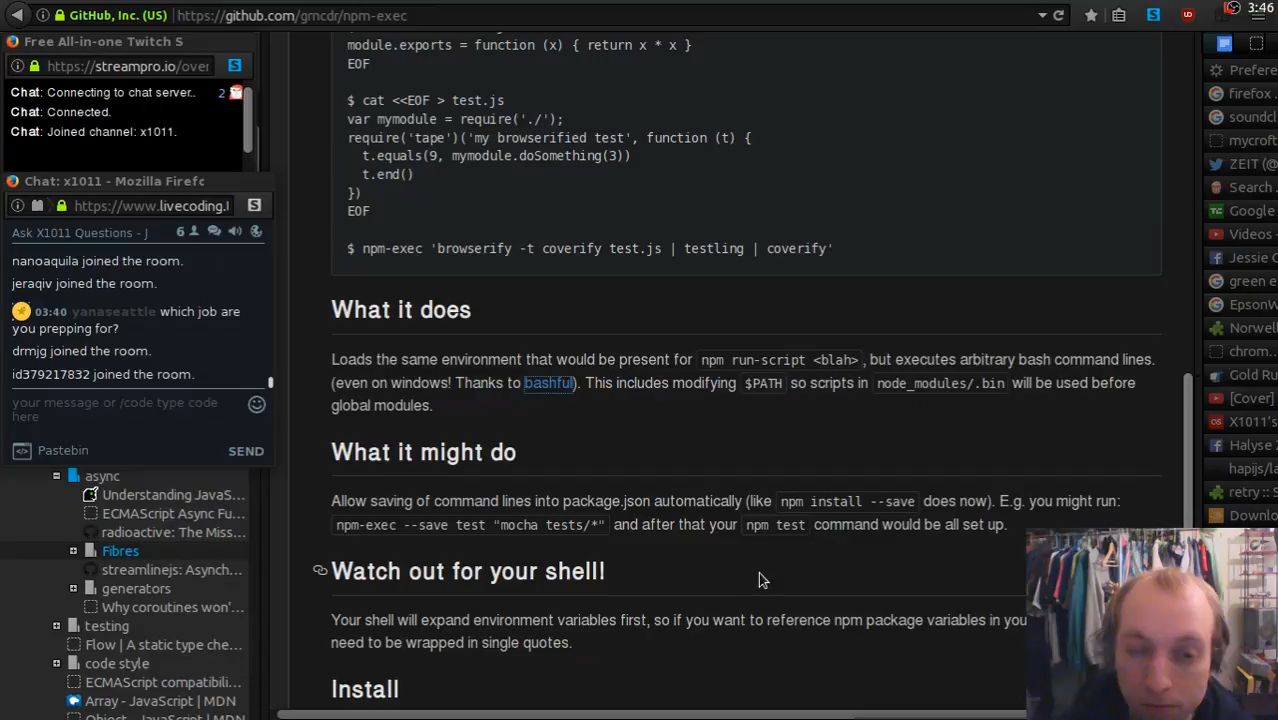 GitHub, Inc. (US)
https://github.com/gmcdr/npm-exec
3:46
Free All-in-one Twitch S
https://streampro.io/over
Chat: Connecting to chat server..
2
Chat: Connected.
Chat: Joined channel: x1011.
Chat: x1011 - Mozilla Firefc
https://www.livecoding.t
Ask X1011 Questions - J
6
nanoaquila joined the room.
jeraqiv joined the room.
03:40 yanaseattle which job are
you prepping for?
drmjg joined the room.
id379217832 joined the room.
your message or /code type code
here
Pastebin
SEND
async
Understanding JavaS...
ECMAScript Async Fu...
radioactive: The Miss...
Fibres
streamlinejs: Asynch...
generators
Why coroutines won'...
testing
Flow | A static type che...
code style
ECMAScript compatibili...
Array - JavaScript | MDN
Object - JavaScript | MDN
module.exports = function (x) { return x * x }
EOF
$ cat <<EOF > test.js
var mymodule = require('./');
require('tape')('my browserified test', function (t) {
t.equals(9, mymodule.doSomething(3))
t.end()
})
EOF
$ npm-exec 'browserify -t coverify test.js | testling | coverify'
What it does
Loads the same environment that would be present for npm run-script <blah>, but executes arbitrary bash command lines.
(even on windows! Thanks to bashful). This includes modifying $PATH so scripts in node_modules/.bin will be used before
global modules.
What it might do
Allow saving of command lines into package.json automatically (like npm install --save does now). E.g. you might run:
npm-exec --save test "mocha tests/*" and after that your npm test command would be all set up.
Watch out for your shell!
Your shell will expand environment variables first, so if you want to reference npm package variables in you
need to be wrapped in single quotes.
Install
Prefere
firefox
soundcl
mycroft
ZEIT (@
Search
Google
Videos -
Jessie C
green e
EpsonW
Norwell
chrom...
Gold Ru
[Cover]
X1011's
Halyse
hapijs/l
retry ::
Downlo